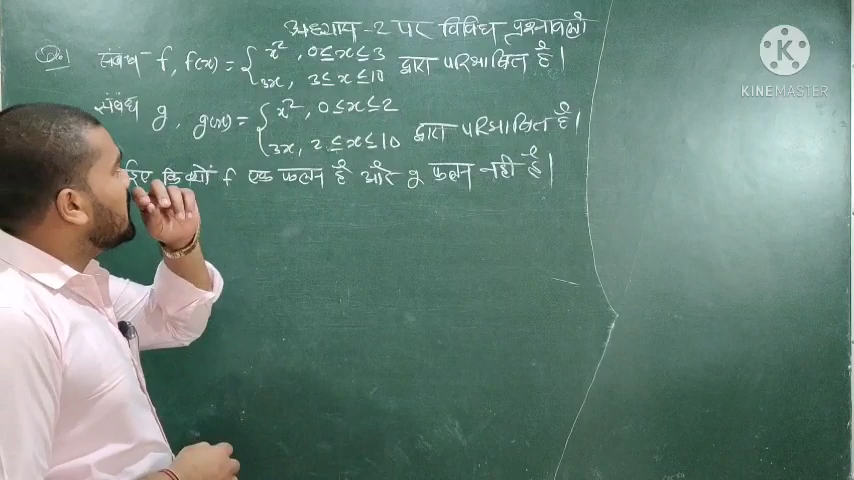 अध्याय-2 पर विविध प्रश्नावली
Q.1 संबंध f, f(x) = { x², 0≤x≤3
3x, 3≤x≤10 द्वारा परिभाषित है।
संबंध g, g(x) = { x², 0≤x≤2
3x, 2≤x≤10 द्वारा परिभाषित है।
कि क्यों f एक फलन है और g फलन नही है।
K
KINEMASTER